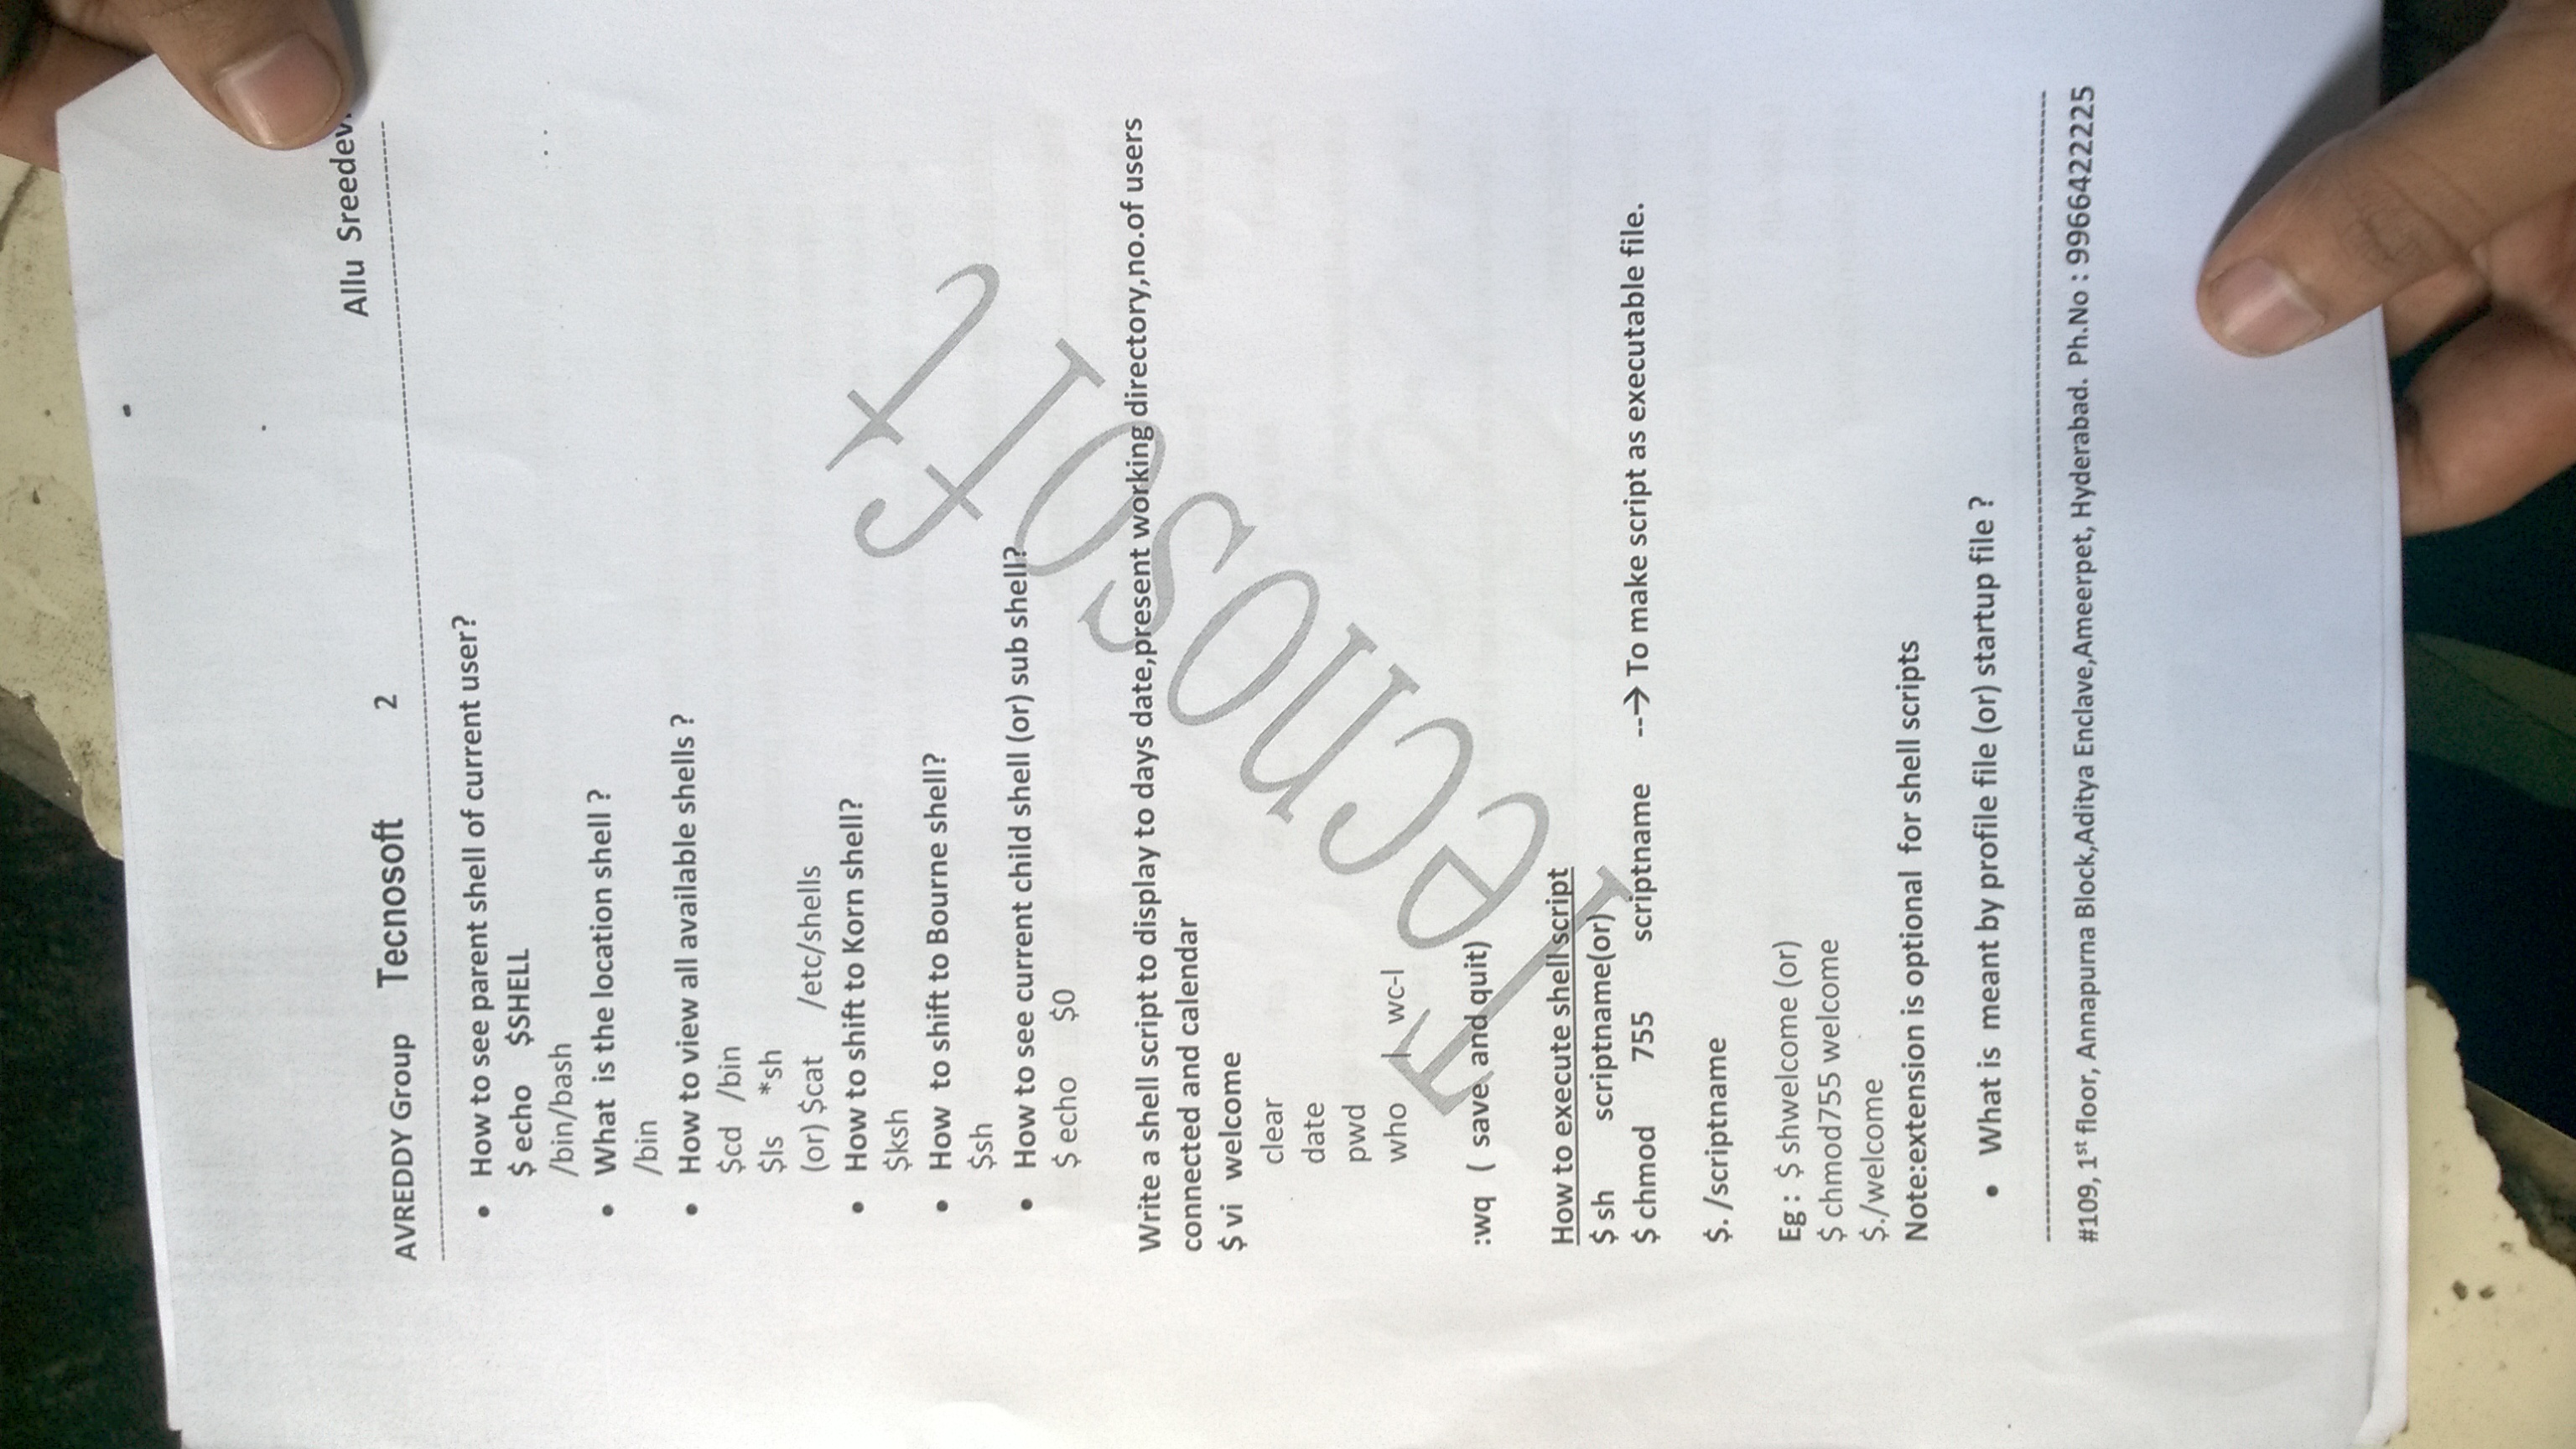 Allu Sreedevi
AVREDDY Group Tecnosoft 2
• How to see parent shell of current user?
$ echo $SHELL
/bin/bash
• What is the location shell ?
/bin
• How to view all available shells ?
$cd /bin
$ls *sh
(or) $cat /etc/shells
• How to shift to Korn shell?
$ksh
• How to shift to Bourne shell?
$sh
• How to see current child shell (or) sub shell?
$ echo $0
Write a shell script to display to days date,present working directory,no.of users
connected and calendar
$ vi welcome
clear
date
pwd
who | wc-l
:wq ( save and quit)
How to execute shell script
$ sh scriptname(or)
$ chmod 755 scriptname --→ To make script as executable file.
$. /scriptname
Eg : $ shwelcome (or)
$ chmod755 welcome
$./welcome
Note:extension is optional for shell scripts
• What is meant by profile file (or) startup file ?
#109, 1st floor, Annapurna Block,Aditya Enclave,Ameerpet, Hyderabad. Ph.No : 9966422225
Tecnosoft